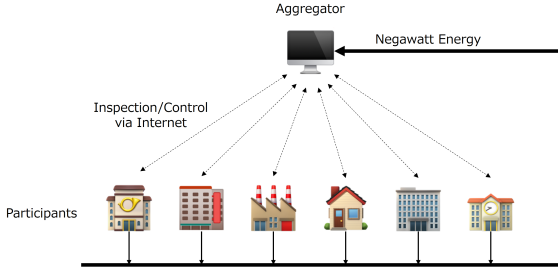 Aggregator
Negawatt Energy
Inspection/Control
via Internet
Participants